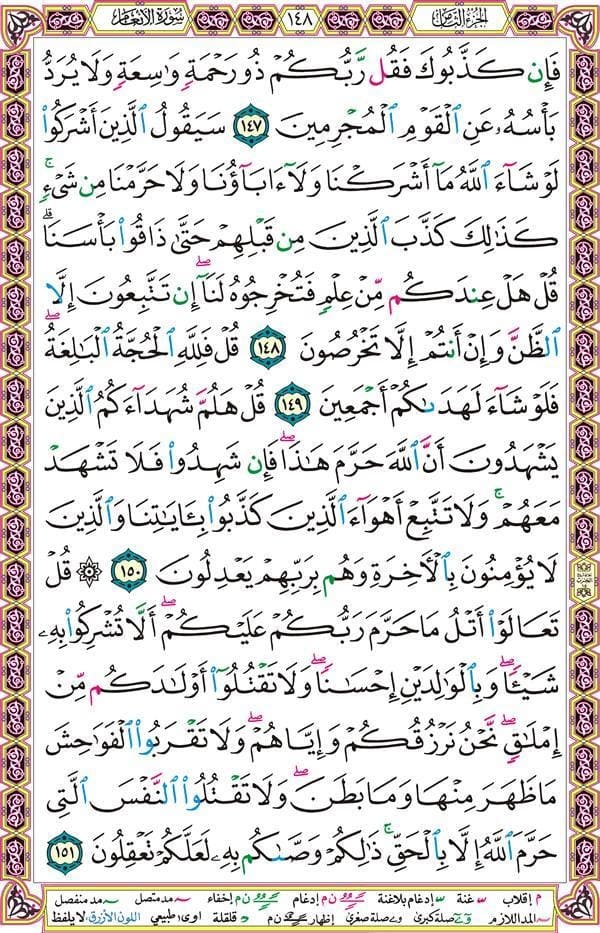 الجزء الثامن ١٤٨ سورة الأنعام
فَإِن كَذَّبُوكَ فَقُل رَّبُّكُمْ ذُو رَحْمَةٍ وَٰسِعَةٍ وَلَا يُرَدُّ
بَأْسُهُۥ عَنِ ٱلْقَوْمِ ٱلْمُجْرِمِينَ ١٤٧ سَيَقُولُ ٱلَّذِينَ أَشْرَكُوا۟
لَوْ شَآءَ ٱللَّهُ مَآ أَشْرَكْنَا وَلَآ ءَابَآؤُنَا وَلَا حَرَّمْنَا مِن شَىْءٍ ۚ
كَذَٰلِكَ كَذَّبَ ٱلَّذِينَ مِن قَبْلِهِمْ حَتَّىٰ ذَاقُوا۟ بَأْسَنَا ۗ
قُلْ هَلْ عِندَكُم مِّنْ عِلْمٍ فَتُخْرِجُوهُ لَنَآ ۖ إِن تَتَّبِعُونَ إِلَّا
ٱلظَّنَّ وَإِنْ أَنتُمْ إِلَّا تَخْرُصُونَ ١٤٨ قُلْ فَلِلَّهِ ٱلْحُجَّةُ ٱلْبَٰلِغَةُ ۖ
فَلَوْ شَآءَ لَهَدَىٰكُمْ أَجْمَعِينَ ١٤٩ قُلْ هَلُمَّ شُهَدَآءَكُمُ ٱلَّذِينَ
يَشْهَدُونَ أَنَّ ٱللَّهَ حَرَّمَ هَٰذَا ۖ فَإِن شَهِدُوا۟ فَلَا تَشْهَدْ
مَعَهُمْ ۚ وَلَا تَتَّبِعْ أَهْوَآءَ ٱلَّذِينَ كَذَّبُوا۟ بِـَٔايَٰتِنَا وَٱلَّذِينَ
لَا يُؤْمِنُونَ بِٱلْءَاخِرَةِ وَهُم بِرَبِّهِمْ يَعْدِلُونَ ١٥٠ ۞ قُلْ
تَعَالَوْا۟ أَتْلُ مَا حَرَّمَ رَبُّكُمْ عَلَيْكُمْ ۖ أَلَّا تُشْرِكُوا۟ بِهِۦ
شَيْـًٔا ۖ وَبِٱلْوَٰلِدَيْنِ إِحْسَٰنًا ۖ وَلَا تَقْتُلُوٓا۟ أَوْلَٰدَكُم مِّنْ
إِمْلَٰقٍ ۖ نَّحْنُ نَرْزُقُكُمْ وَإِيَّاهُمْ ۖ وَلَا تَقْرَبُوا۟ ٱلْفَوَٰحِشَ
مَا ظَهَرَ مِنْهَا وَمَا بَطَنَ ۖ وَلَا تَقْتُلُوا۟ ٱلنَّفْسَ ٱلَّتِى
حَرَّمَ ٱللَّهُ إِلَّا بِٱلْحَقِّ ۚ ذَٰلِكُمْ وَصَّىٰكُم بِهِۦ لَعَلَّكُمْ تَعْقِلُونَ ١٥١
م إقلاب غنة إدغام بلاغنة ن م إدغام ن م إخفاء مد متصل مد منفصل
المد اللازم صلة كبرى صلة صغرى إظهار ن م قلقلة اوى طبيعي اللون الأزرق لا يلفظ